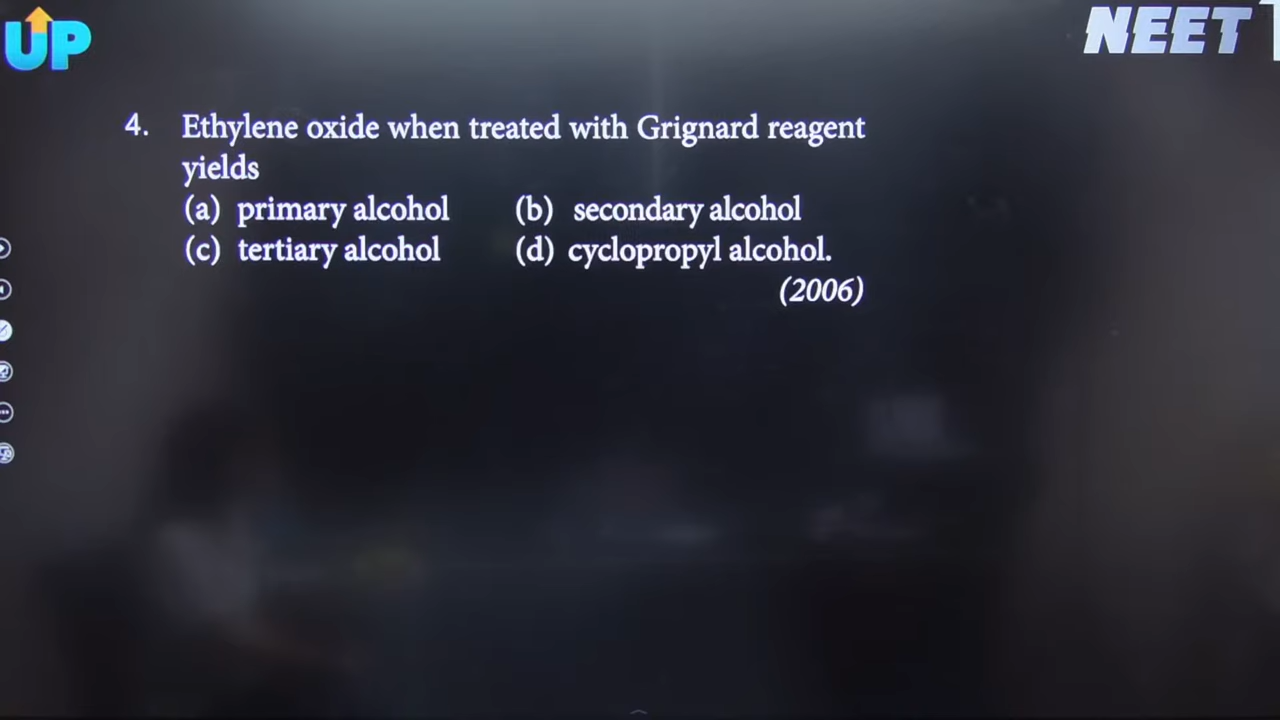 UP
NEET
4. Ethylene oxide when treated with Grignard reagent
yields
(a) primary alcohol (b) secondary alcohol
(c) tertiary alcohol (d) cyclopropyl alcohol.
(2006)